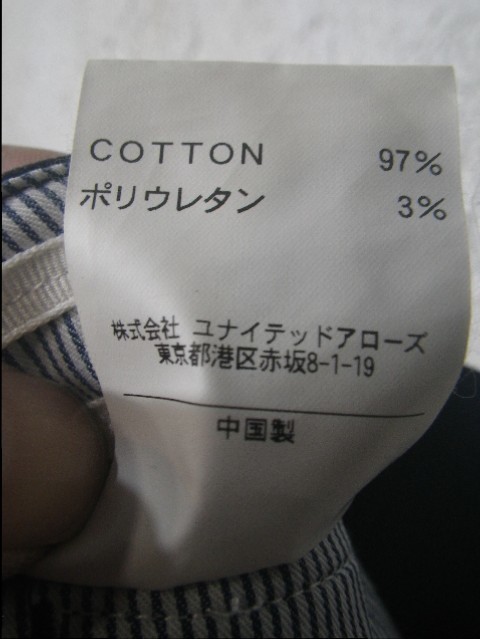 COTTON 97%
ポリウレタン 3%
株式会社 ユナイテッドアローズ
東京都港区赤坂8-1-19
中国製